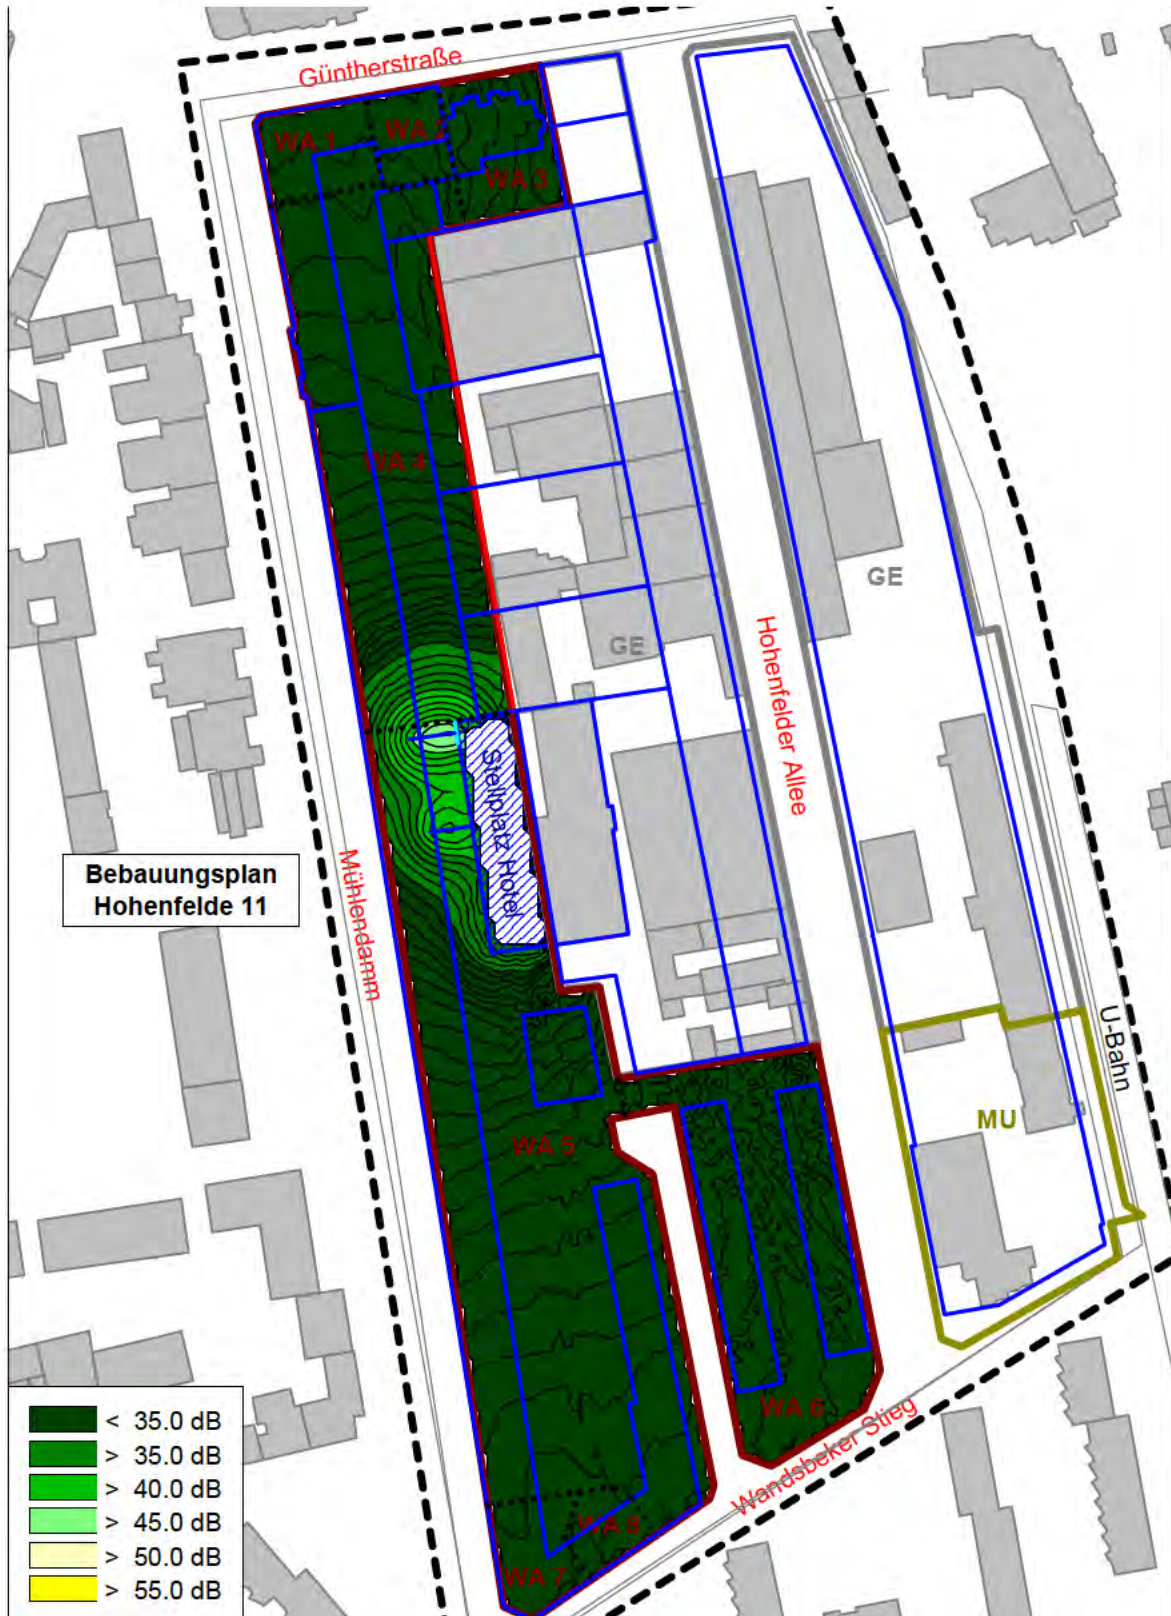 Güntherstraße
WA 1
WA 2
WA 3
WA 4
GE
GE
Hohenfelder Allee
Stellplatz Hotel
Bebauungsplan
Hohenfelde 11
Mühlendamm
U-Bahn
MU
WA 5
WA 6
Wandsbeker Stieg
WA 8
WA 7
< 35.0 dB
> 35.0 dB
> 40.0 dB
> 45.0 dB
> 50.0 dB
> 55.0 dB